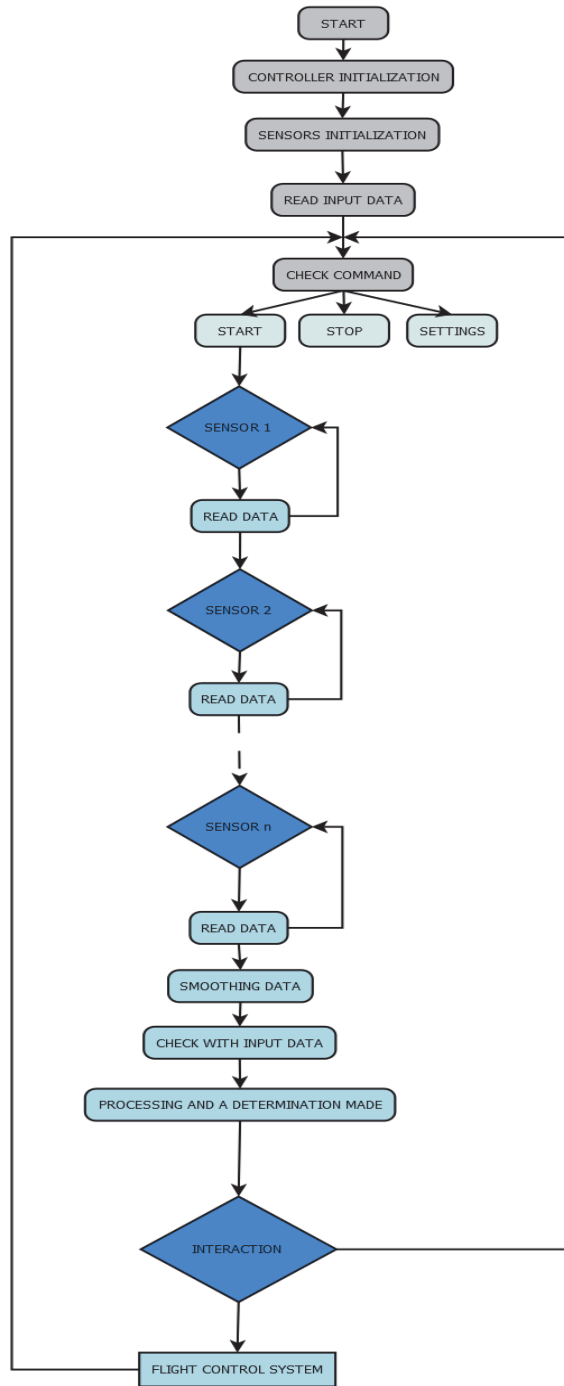 START
CONTROLLER INITIALIZATION
SENSORS INITIALIZATION
READ INPUT DATA
CHECK COMMAND
START
STOP
SETTINGS
SENSOR 1
READ DATA
SENSOR 2
READ DATA
SENSOR n
READ DATA
SMOOTHING DATA
CHECK WITH INPUT DATA
PROCESSING AND A DETERMINATION MADE
INTERACTION
FLIGHT CONTROL SYSTEM